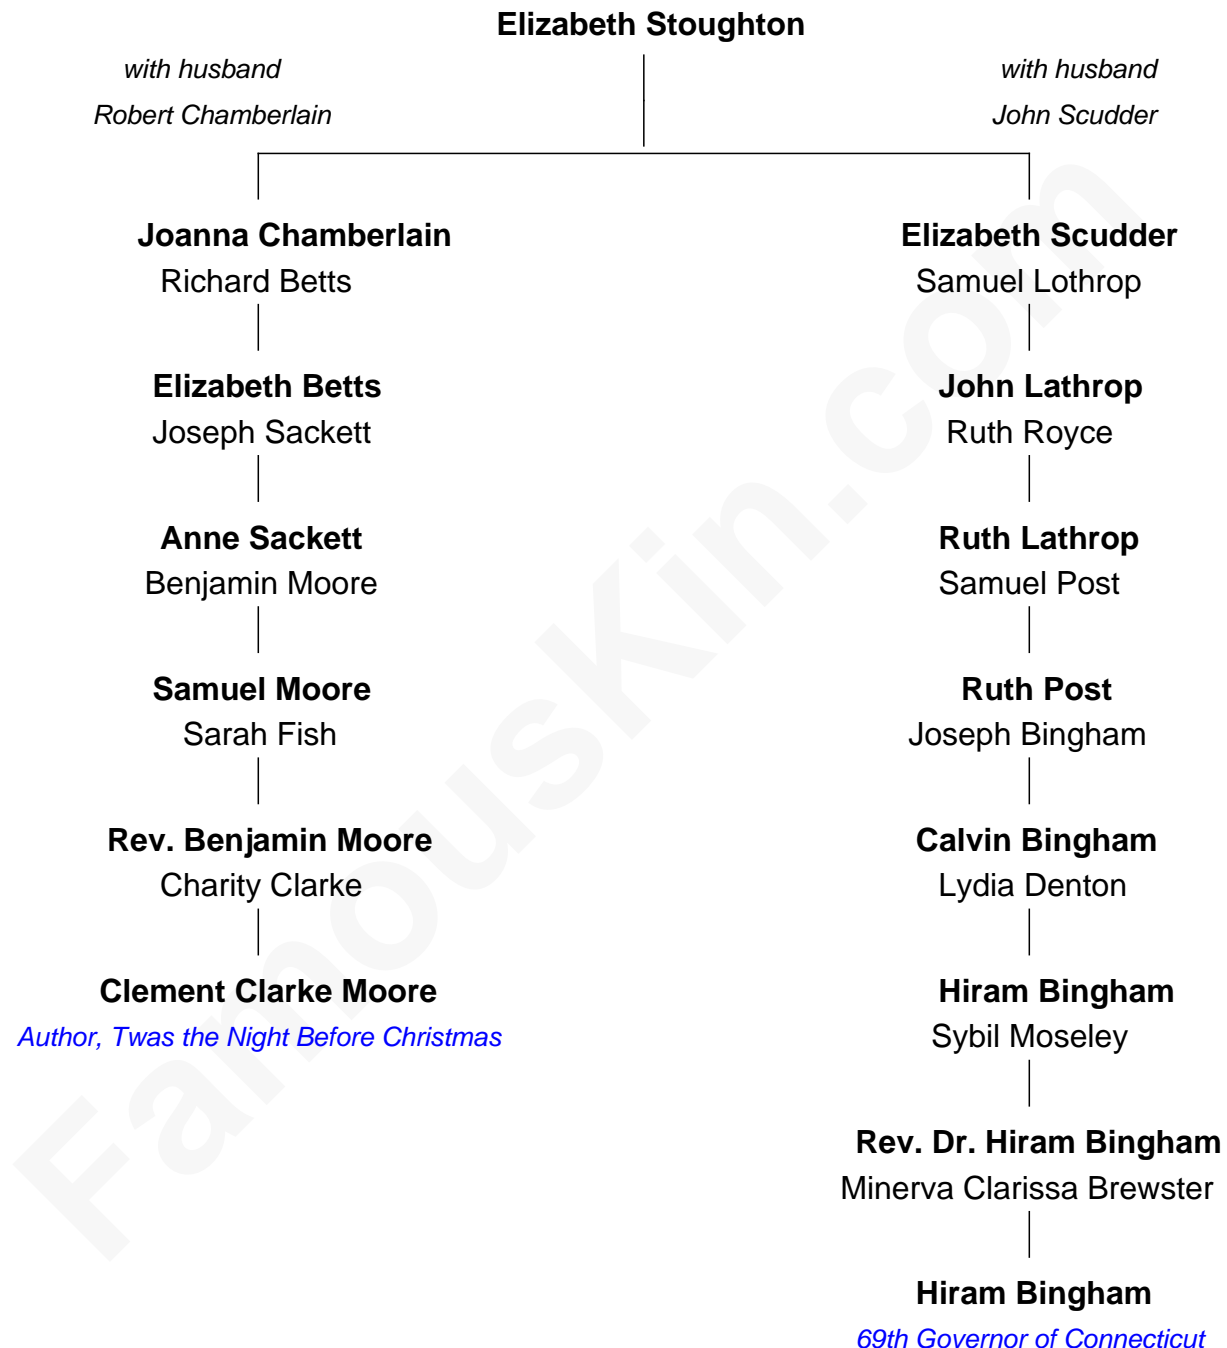 Elizabeth Stoughton
with husband
Robert Chamberlain
with husband
John Scudder
Joanna Chamberlain
Richard Betts
Elizabeth Betts
Joseph Sackett
Anne Sackett
Benjamin Moore
Samuel Moore
Sarah Fish
Rev. Benjamin Moore
Charity Clarke
Clement Clarke Moore
Author, Twas the Night Before Christmas
Elizabeth Scudder
Samuel Lothrop
John Lathrop
Ruth Royce
Ruth Lathrop
Samuel Post
Ruth Post
Joseph Bingham
Calvin Bingham
Lydia Denton
Hiram Bingham
Sybil Moseley
Rev. Dr. Hiram Bingham
Minerva Clarissa Brewster
Hiram Bingham
69th Governor of Connecticut
FamousKin.com